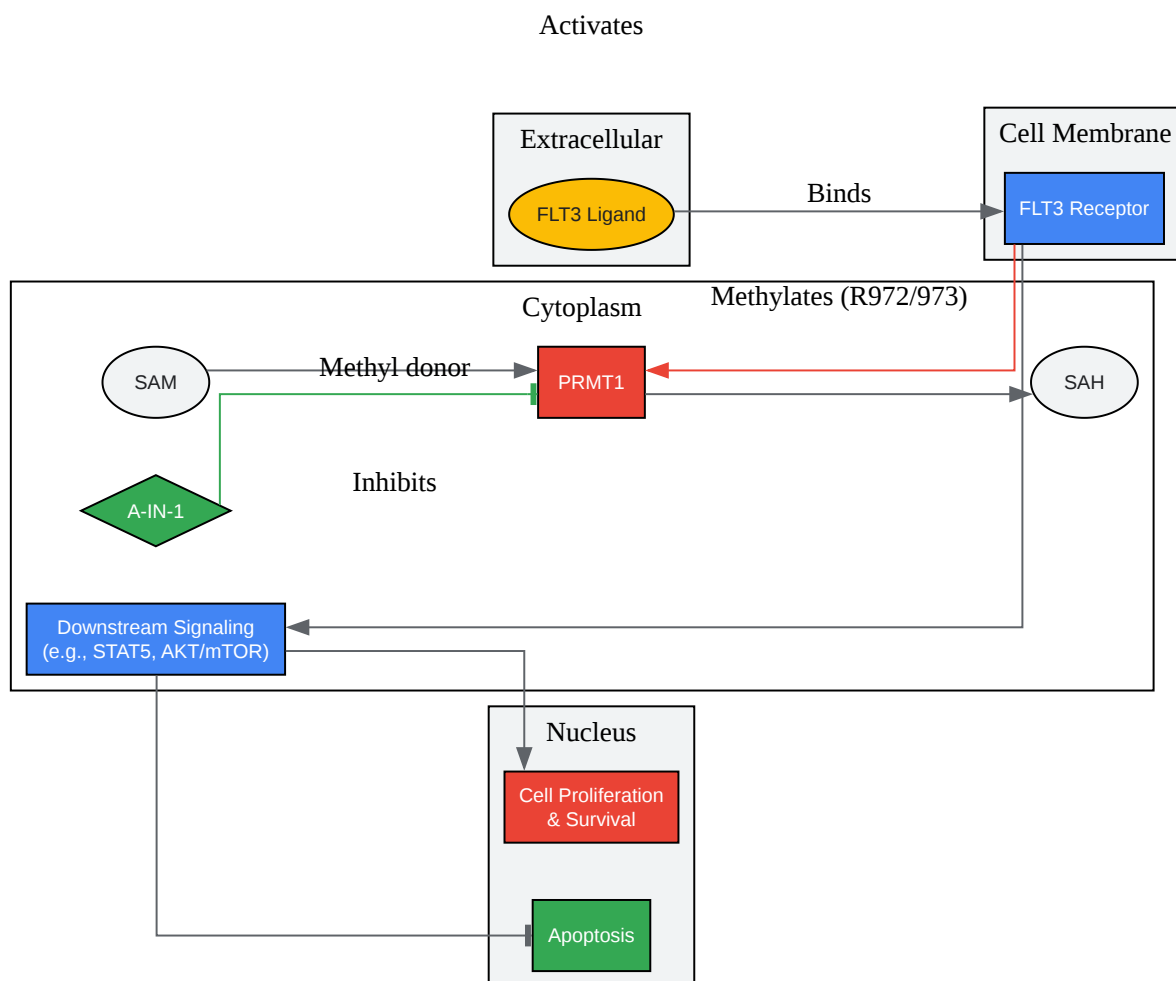 Activates
Extracellular
Cell Membrane
FLT3 Ligand
Binds
FLT3 Receptor
Methylates (R972/973)
Cytoplasm
SAM
Methyl donor
PRMT1
SAH
Inhibits
A-IN-1
Downstream Signaling
(e.g., STAT5, AKT/mTOR)
Nucleus
Cell Proliferation
& Survival
Apoptosis